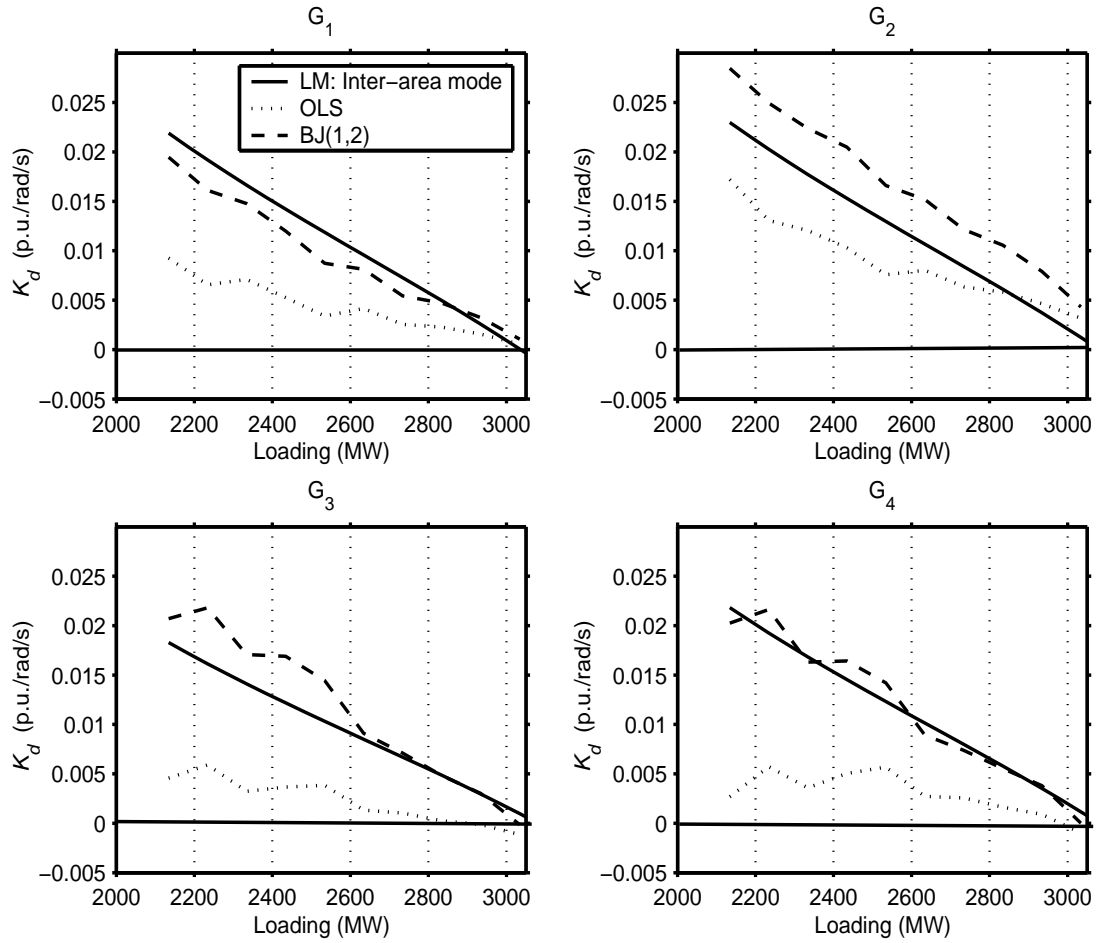 G1
0.025
0.02
0.015
0.01
0.005
0
−0.005
Kd (p.u./rad/s)
2000 2200 2400 2600 2800 3000
Loading (MW)
LM: Inter−area mode
OLS
BJ(1,2)
G2
0.025
0.02
0.015
0.01
0.005
0
−0.005
Kd (p.u./rad/s)
2000 2200 2400 2600 2800 3000
Loading (MW)
G3
0.025
0.02
0.015
0.01
0.005
0
−0.005
Kd (p.u./rad/s)
2000 2200 2400 2600 2800 3000
Loading (MW)
G4
0.025
0.02
0.015
0.01
0.005
0
−0.005
Kd (p.u./rad/s)
2000 2200 2400 2600 2800 3000
Loading (MW)